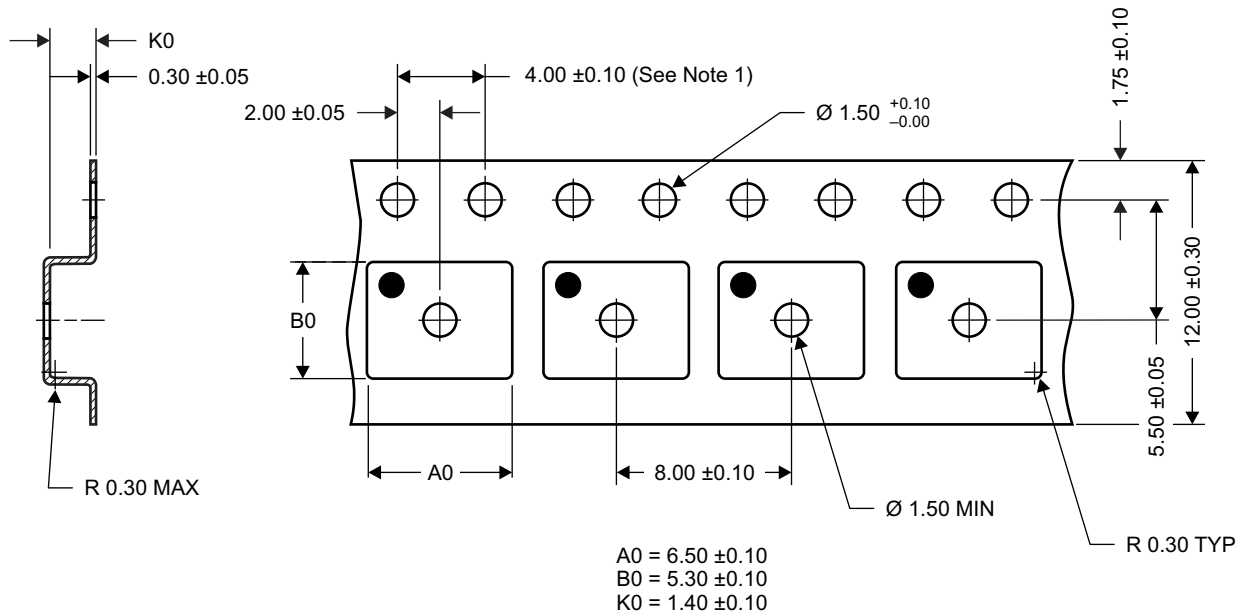 K0
0.30 ±0.05
4.00 ±0.10 (See Note 1)
2.00 ±0.05
Ø 1.50 +0.10
–0.00
1.75 ±0.10
B0
12.00 ±0.30
5.50 ±0.05
R 0.30 MAX
A0
8.00 ±0.10
Ø 1.50 MIN
R 0.30 TYP
A0 = 6.50 ±0.10
B0 = 5.30 ±0.10
K0 = 1.40 ±0.10